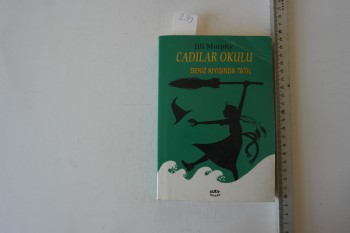 Jill Murphy
CADILAR OKULU
DENİZ KIYISINDA TATİL